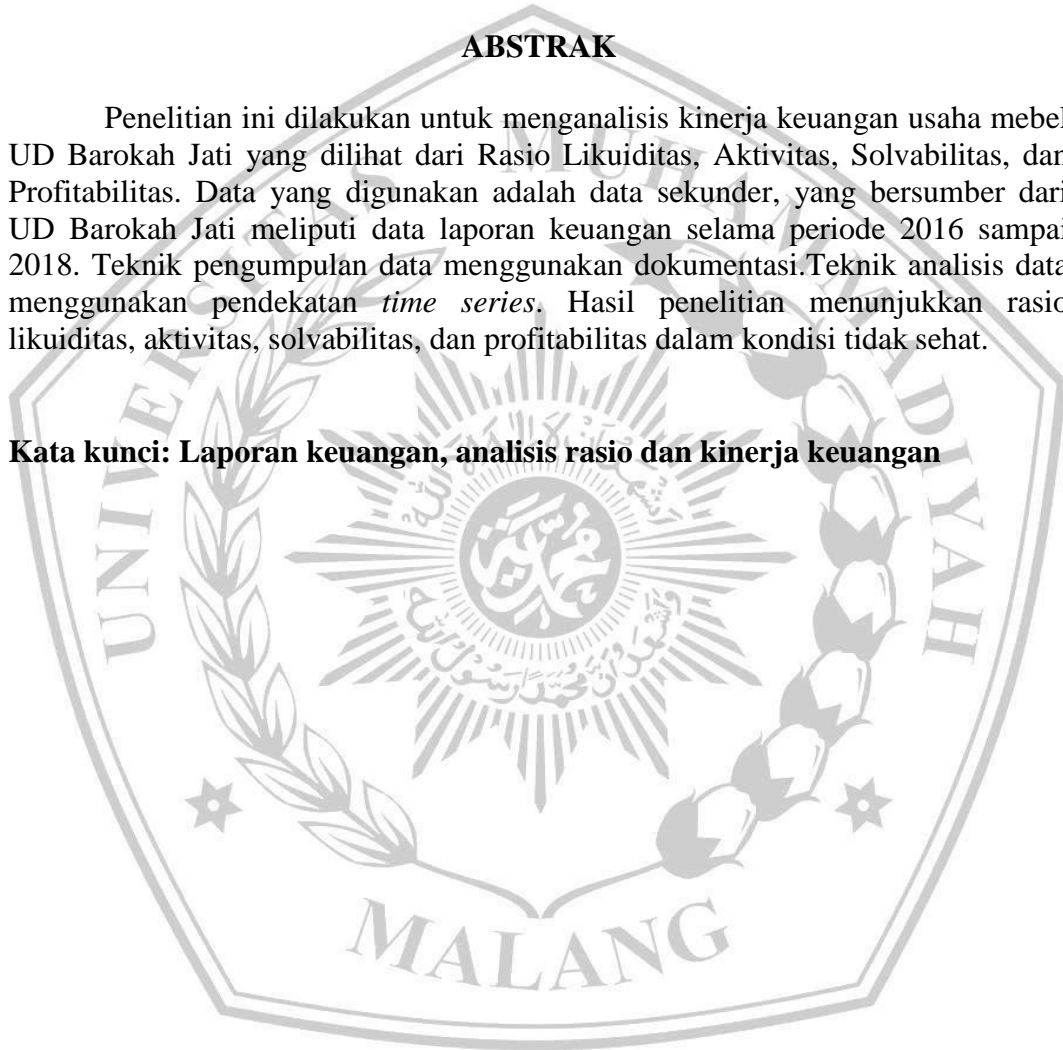 ABSTRAK
Penelitian ini dilakukan untuk menganalisis kinerja keuangan usaha mebel
UD Barokah Jati yang dilihat dari Rasio Likuiditas, Aktivitas, Solvabilitas, dan
Profitabilitas. Data yang digunakan adalah data sekunder, yang bersumber dari
UD Barokah Jati meliputi data laporan keuangan selama periode 2016 sampai
2018. Teknik pengumpulan data menggunakan dokumentasi.Teknik analisis data
menggunakan pendekatan time series. Hasil penelitian menunjukkan rasio
likuiditas, aktivitas, solvabilitas, dan profitabilitas dalam kondisi tidak sehat.
Kata kunci: Laporan keuangan, analisis rasio dan kinerja keuangan
UNIVERSITAS MUHAMMADIYAH
MALANG